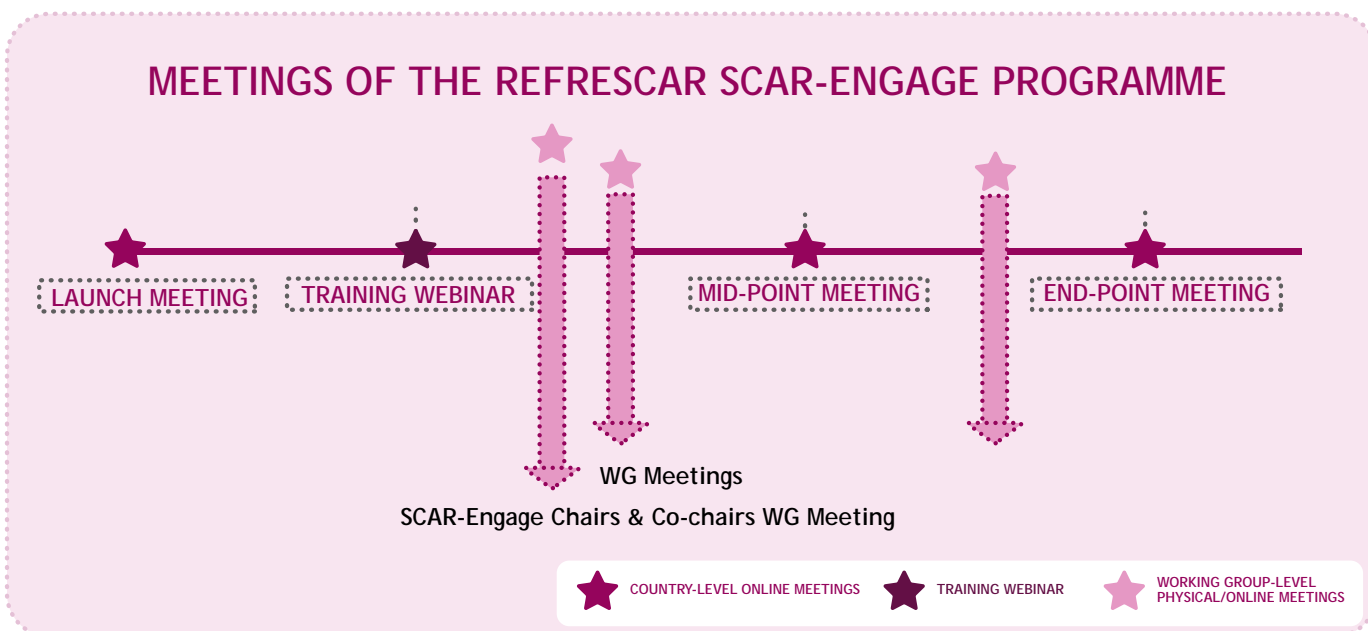 MEETINGS OF THE REFRESCAR SCAR-ENGAGE PROGRAMME
LAUNCH MEETING
TRAINING WEBINAR
MID-POINT MEETING
END-POINT MEETING
WG Meetings
SCAR-Engage Chairs & Co-chairs WG Meeting
COUNTRY-LEVEL ONLINE MEETINGS
TRAINING WEBINAR
WORKING GROUP-LEVEL
PHYSICAL/ONLINE MEETINGS